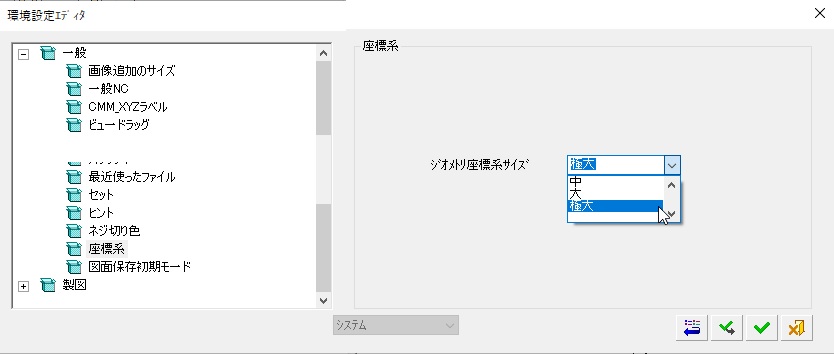 環境設定ｴﾃﾞｨﾀ
一般
画像追加のサイズ
一般NC
CMM_XYZラベル
ビュードラッグ
最近使ったファイル
セット
ヒント
ネジ切り色
座標系
図面保存初期モード
製図
座標系
ｼﾞｵﾒﾄﾘ座標系ｻｲｽﾞ
極大
中
大
極大
ｼｽﾃﾑ